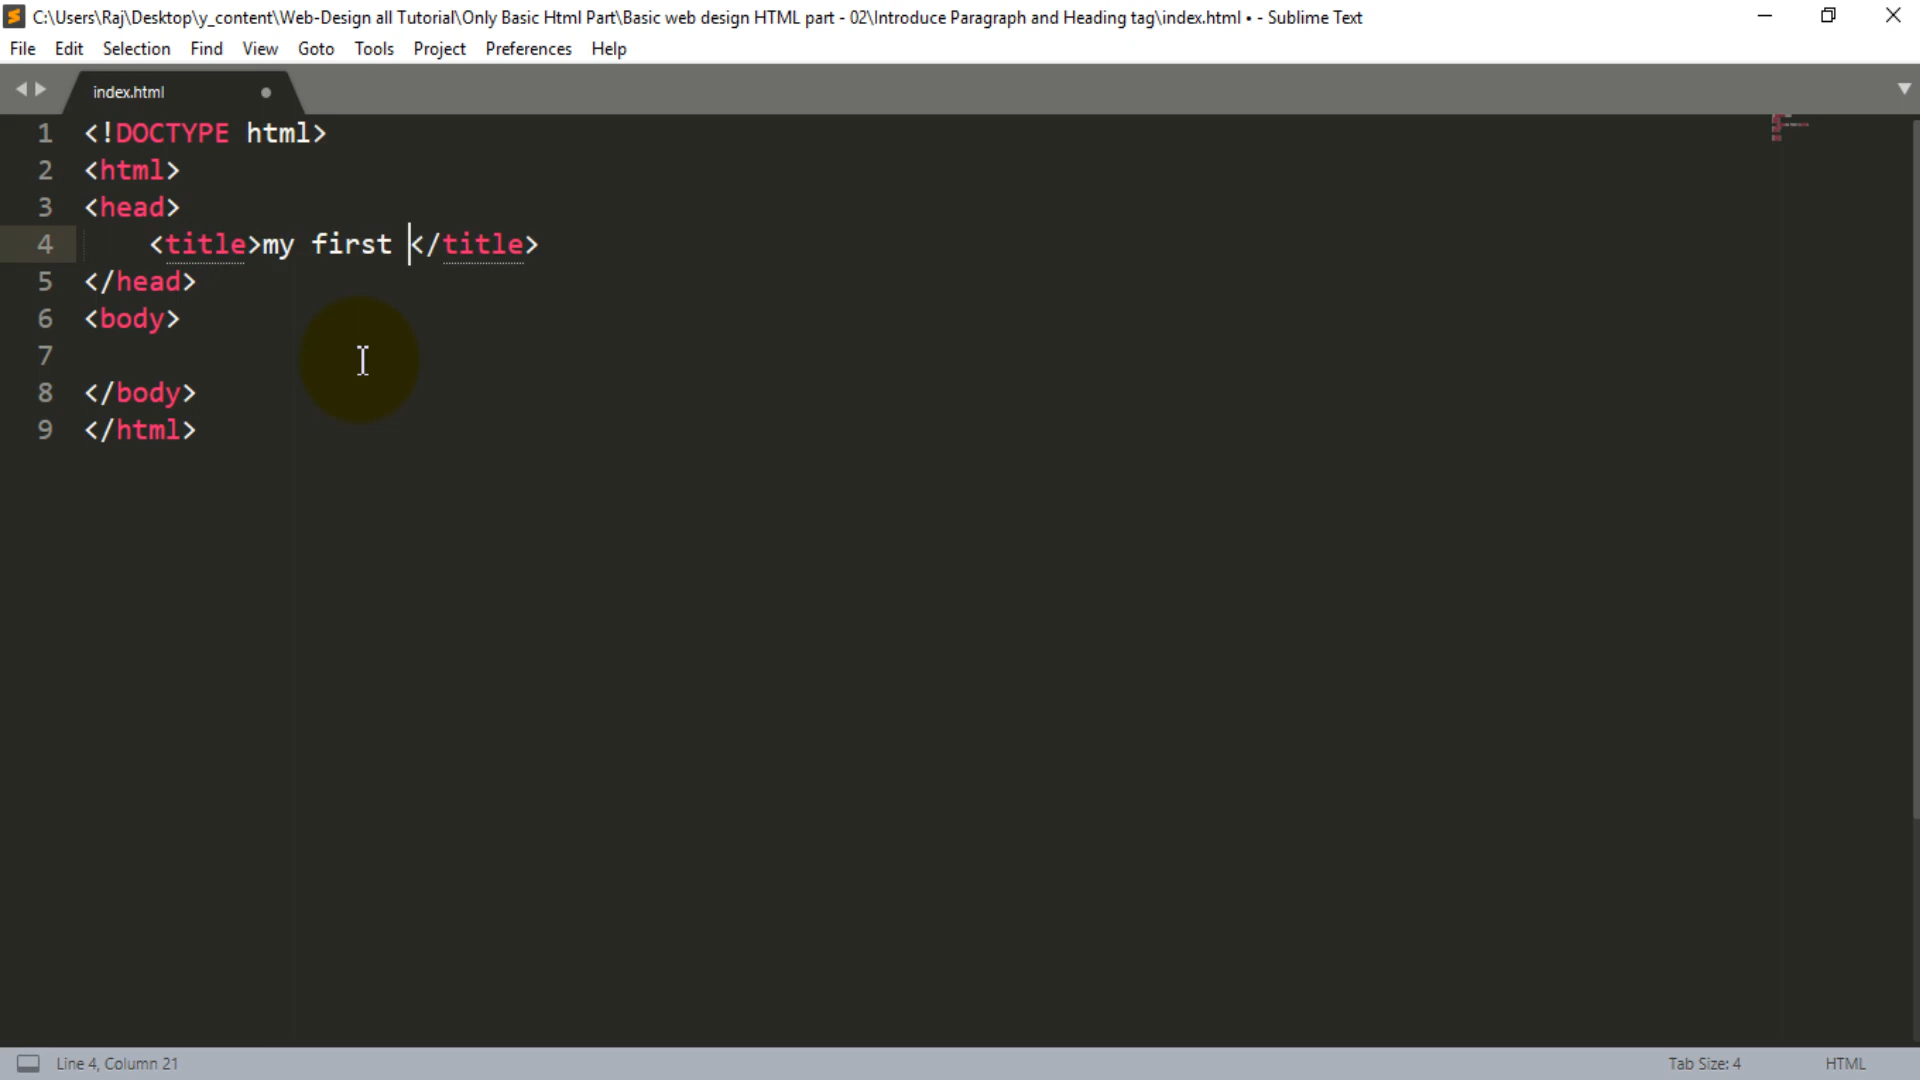 C:\Users\Raj\Desktop\y_content\Web-Design all Tutorial\Only Basic Html Part\Basic web design HTML part - 02\Introduce Paragraph and Heading tag\index.html • - Sublime Text
File Edit Selection Find View Goto Tools Project Preferences Help
index.html
1 <!DOCTYPE html>
2 <html>
3 <head>
4 <title>my first </title>
5 </head>
6 <body>
7
8 </body>
9 </html>
Line 4, Column 21 Tab Size: 4 HTML